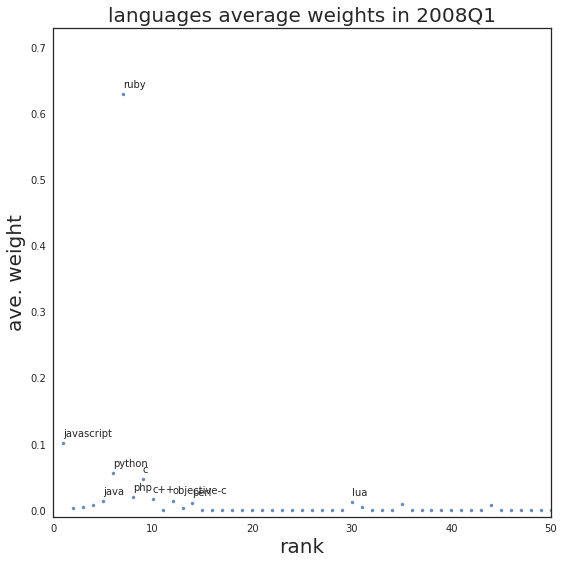 languages average weights in 2008Q1
0.7
ruby
0.6
0.5
0.4
ave. weight
0.3
0.2
javascript
0.1
python
c
java
php
c++
objective-c
perl
lua
0.0
0
10
20
30
40
50
rank